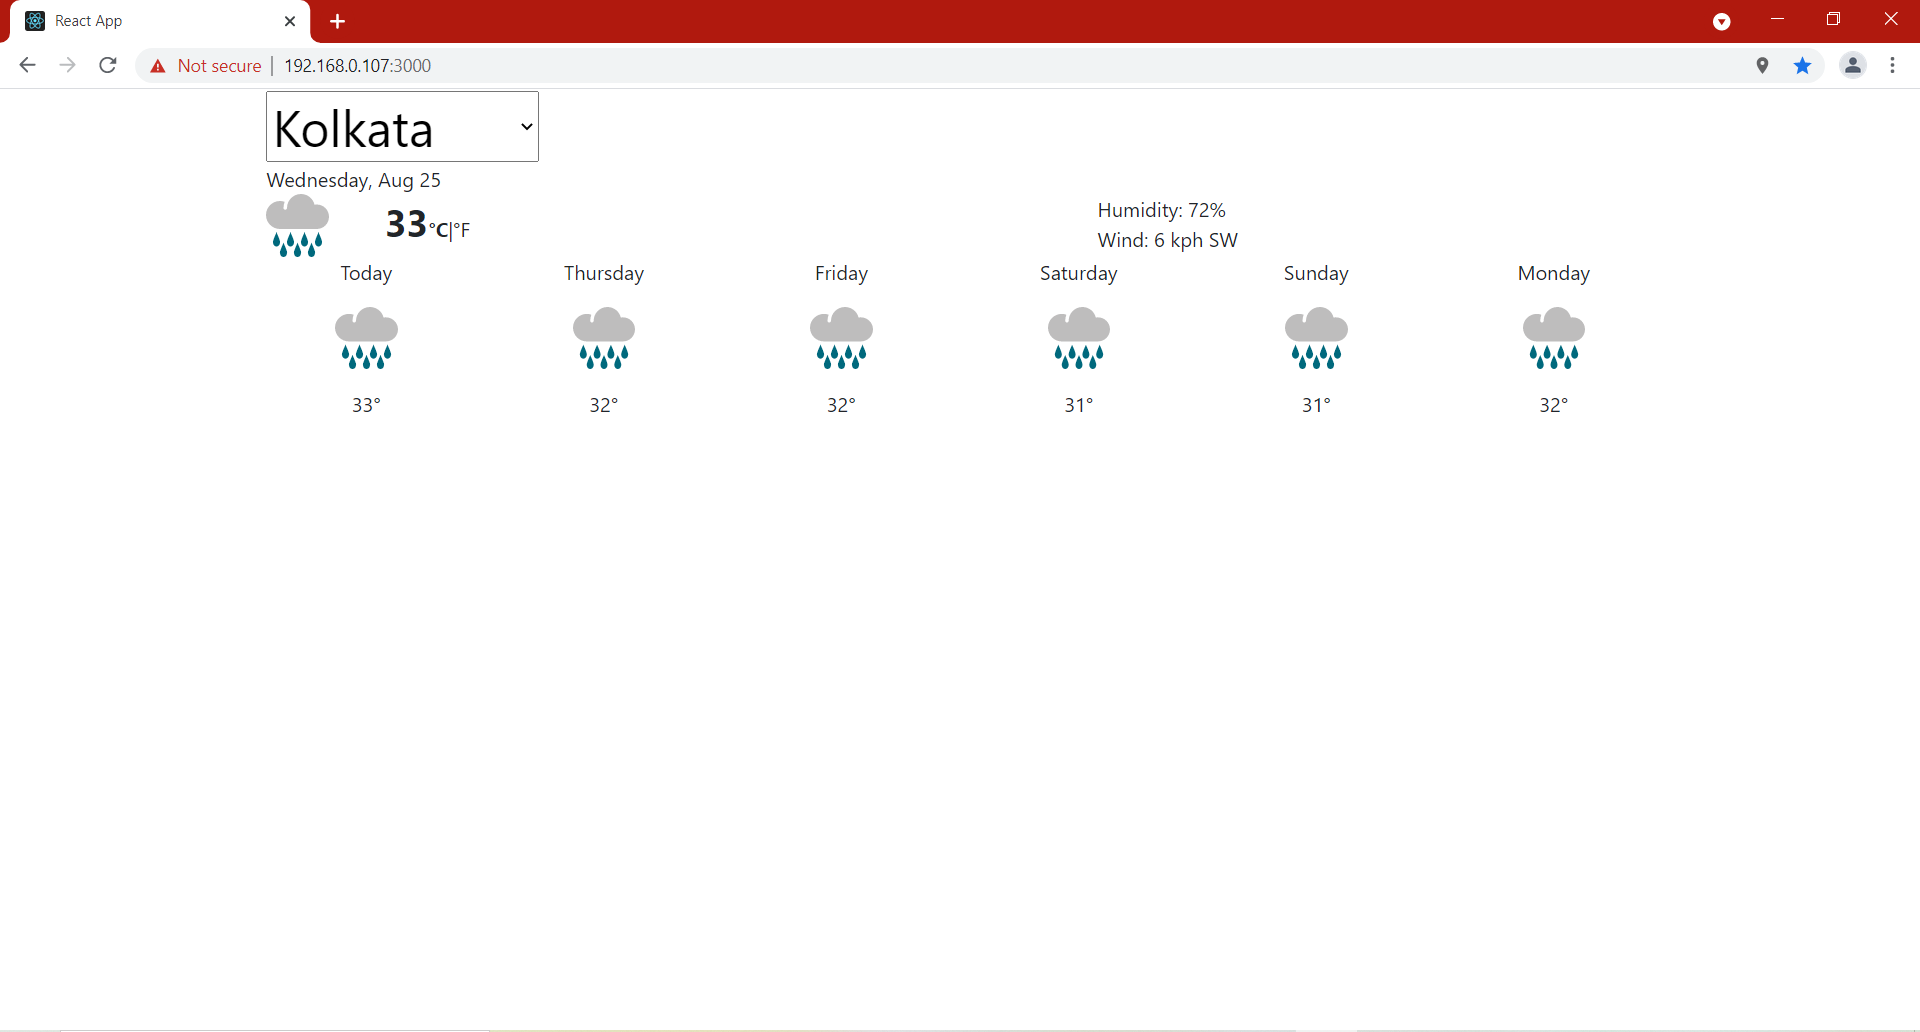 React App
Not secure | 192.168.0.107:3000
Kolkata
Wednesday, Aug 25
33 °C|°F
Humidity: 72%
Wind: 6 kph SW
Today Thursday Friday Saturday Sunday Monday
33° 32° 32° 31° 31° 32°